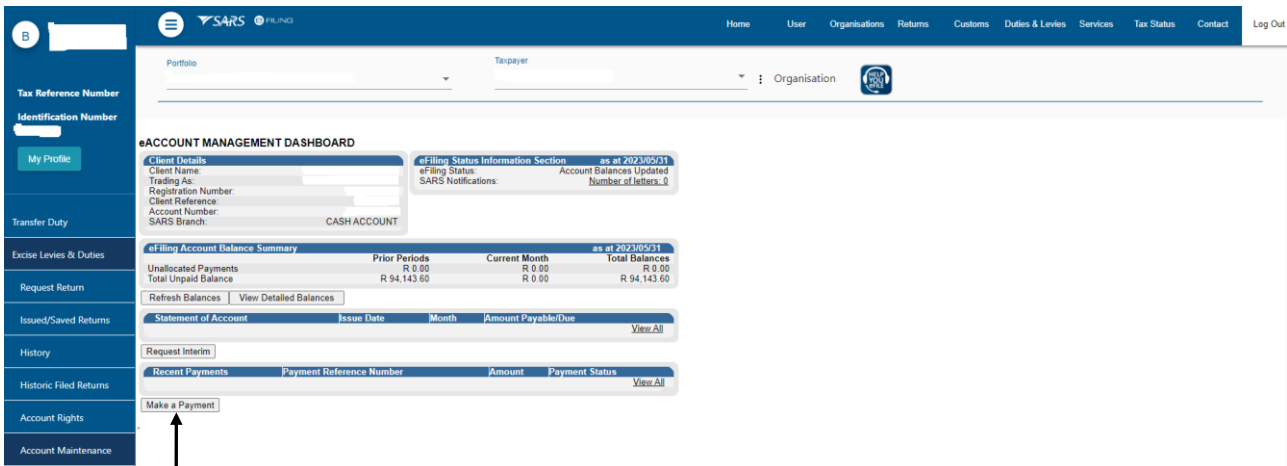 B
SARS eFILING
Home User Organisations Returns Customs Duties & Levies Services Tax Status Contact Log Out
Portfolio
Taxpayer
Organisation
HELP YOU eFILE
Tax Reference Number
Identification Number
My Profile
Transfer Duty
Excise Levies & Duties
Request Return
Issued/Saved Returns
History
Historic Filed Returns
Account Rights
Account Maintenance
eACCOUNT MANAGEMENT DASHBOARD
Client Details
Client Name:
Trading As:
Registration Number:
Client Reference:
Account Number:
SARS Branch: CASH ACCOUNT
eFiling Status Information Section as at 2023/05/31
eFiling Status: Account Balances Updated
SARS Notifications: Number of letters: 0
eFiling Account Balance Summary as at 2023/05/31
Prior Periods Current Month Total Balances
Unallocated Payments R 0.00 R 0.00 R 0.00
Total Unpaid Balance R 94,143.60 R 0.00 R 94,143.60
Refresh Balances View Detailed Balances
Statement of Account Issue Date Month Amount Payable/Due
View All
Request Interim
Recent Payments Payment Reference Number Amount Payment Status
View All
Make a Payment